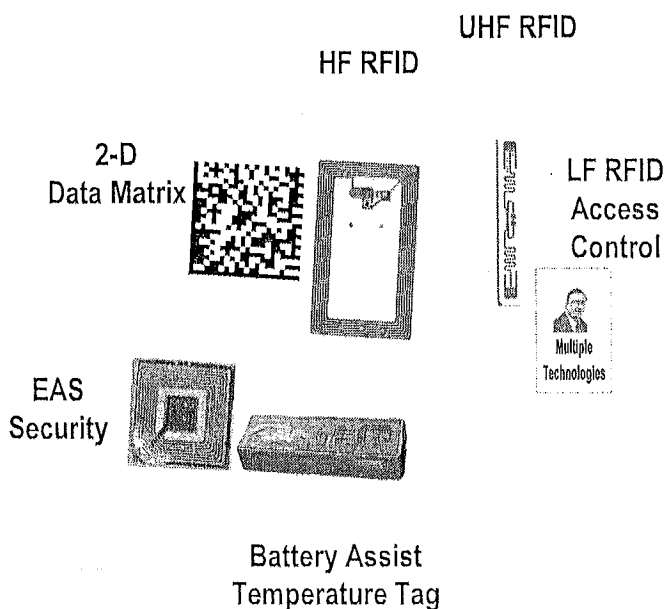 UHF RFID
HF RFID
2-D
Data Matrix
LF RFID
Access
Control
Multiple
Technologies
EAS
Security
Battery Assist
Temperature Tag